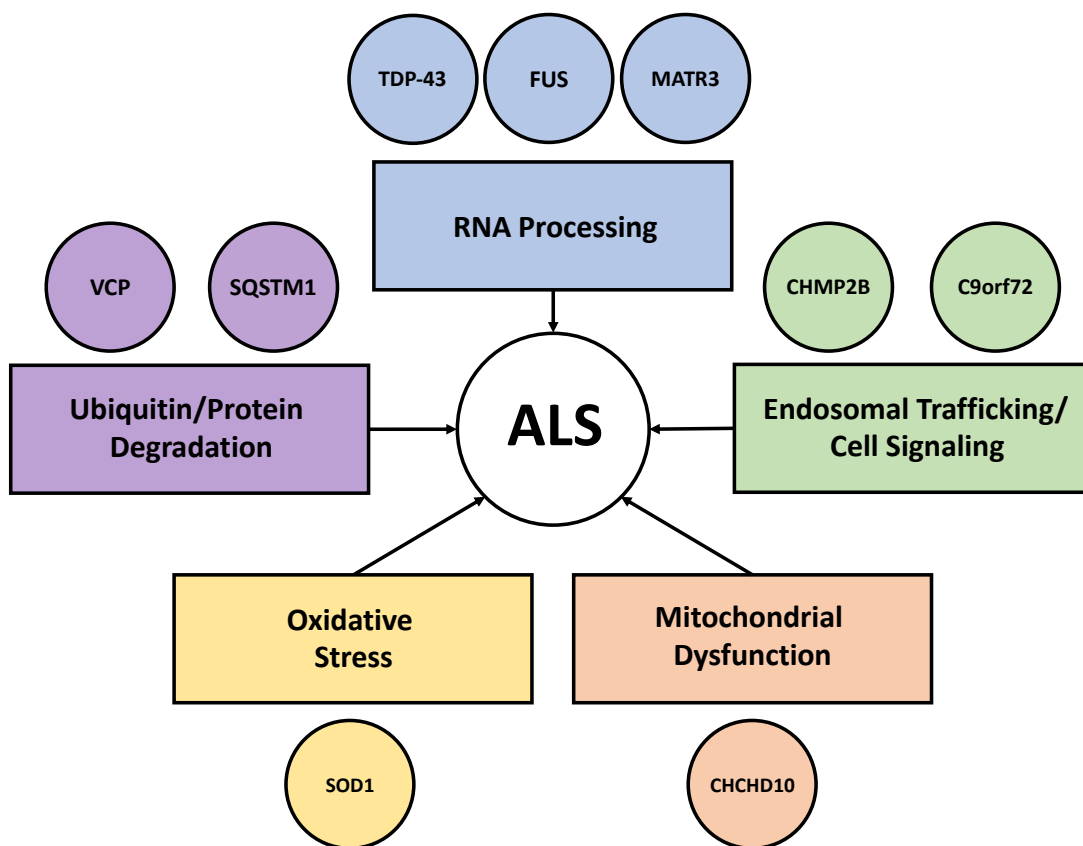 TDP-43
FUS
MATR3
RNA Processing
VCP
SQSTM1
CHMP2B
C9orf72
Ubiquitin/Protein
Degradation
ALS
Endosomal Trafficking/
Cell Signaling
Oxidative
Stress
Mitochondrial
Dysfunction
SOD1
CHCHD10